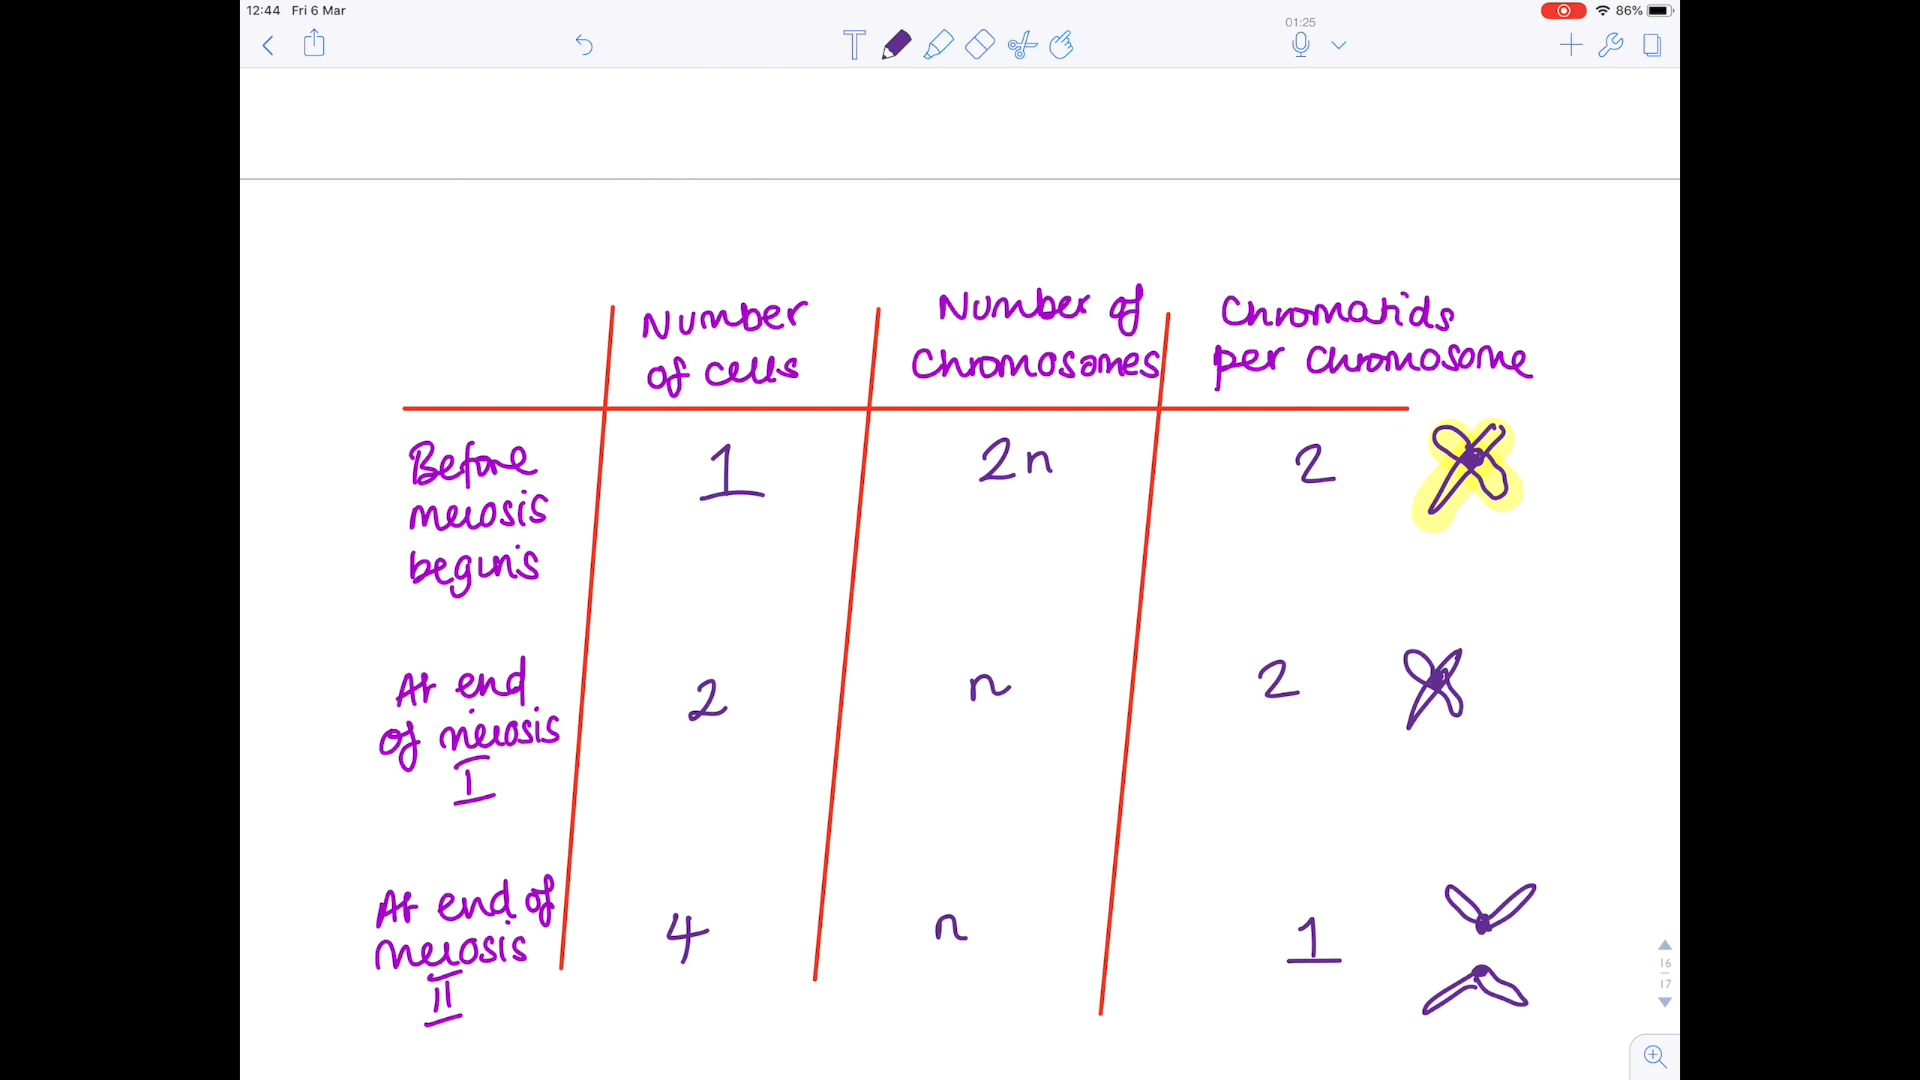 12:44 Fri 6 Mar
86%
01:25
T
Number of cells
Number of Chromosomes
Chromatids per chromosome
Before meiosis begins
1
2n
2
At end of meiosis I
2
n
2
At end of meiosis II
4
n
1
16
17